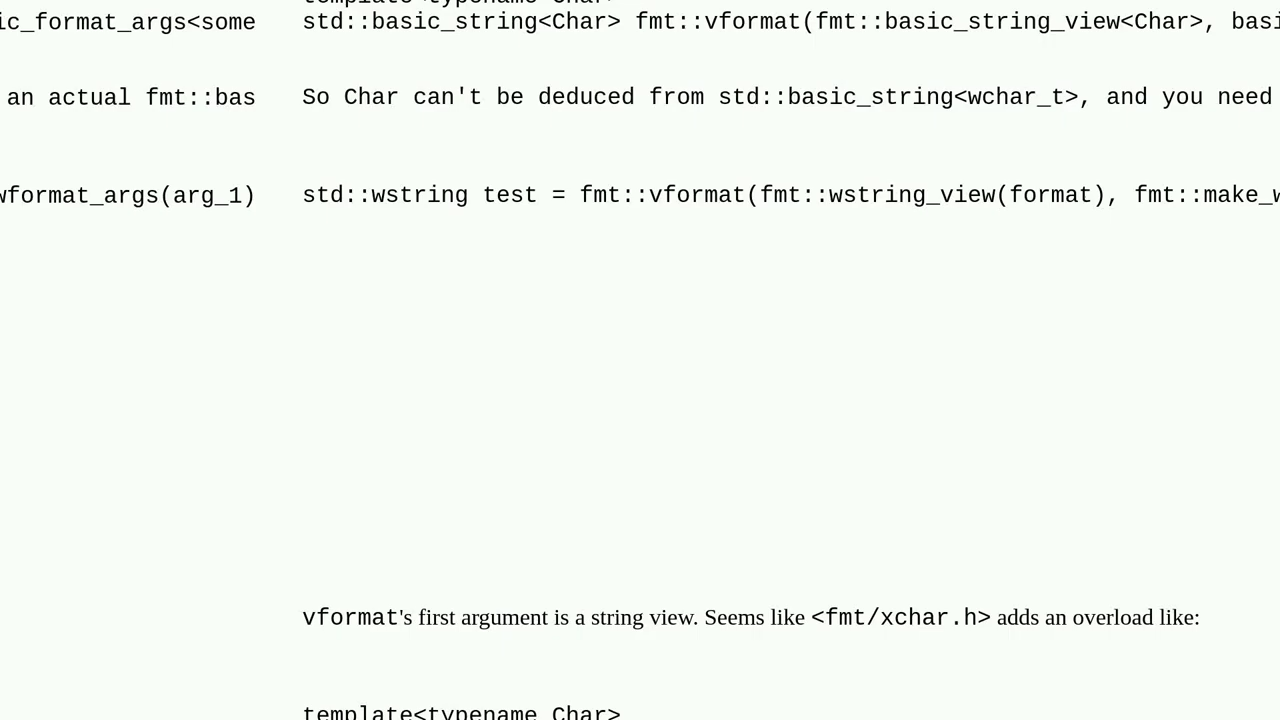 ic_format_args<some
std::basic_string<Char> fmt::vformat(fmt::basic_string_view<Char>, basi
an actual fmt::bas
So Char can't be deduced from std::basic_string<wchar_t>, and you need
wformat_args(arg_1)
std::wstring test = fmt::vformat(fmt::wstring_view(format), fmt::make_w
vformat's first argument is a string view. Seems like <fmt/xchar.h> adds an overload like:
template<typename Char>